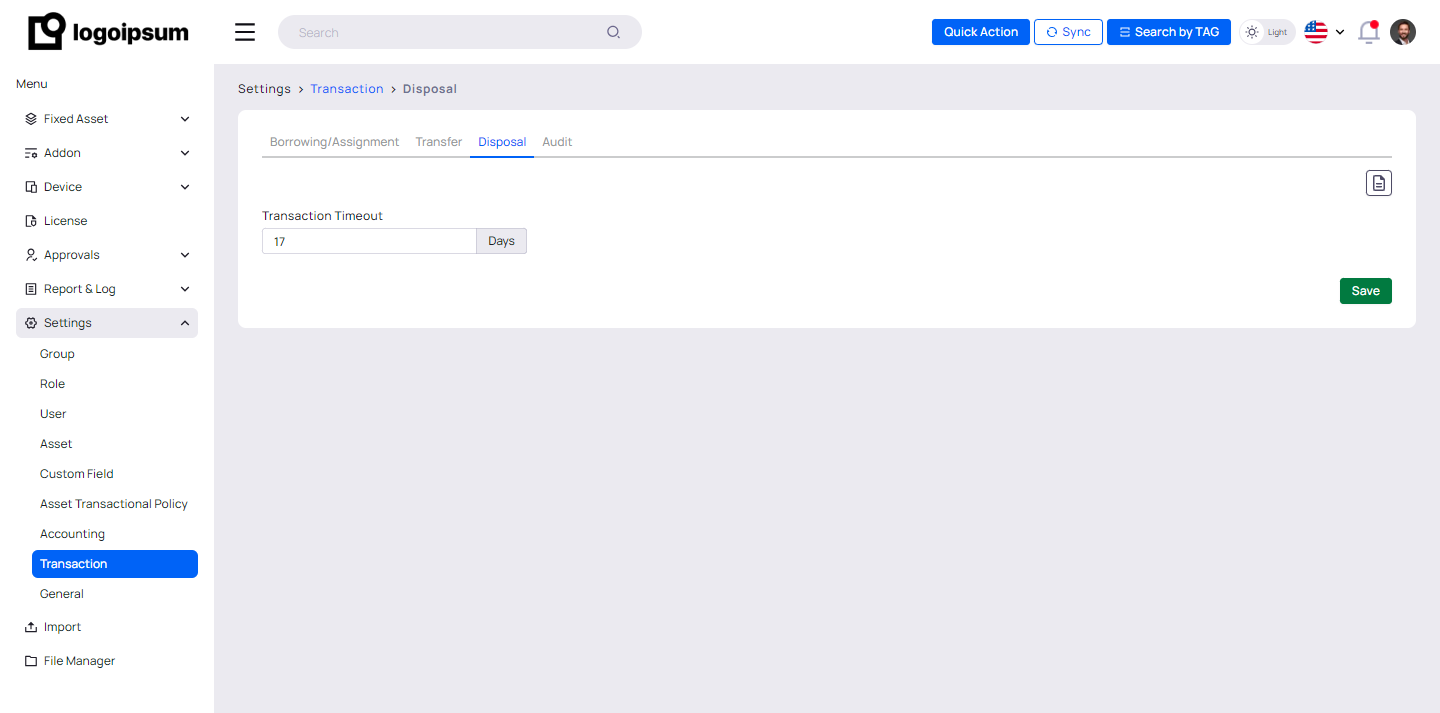 logoipsum
Search
Quick Action
Sync
Search by TAG
Light
Menu
Fixed Asset
Addon
Device
License
Approvals
Report & Log
Settings
Group
Role
User
Asset
Custom Field
Asset Transactional Policy
Accounting
Transaction
General
Import
File Manager
Settings > Transaction > Disposal
Borrowing/Assignment Transfer Disposal Audit
Transaction Timeout
17 Days
Save